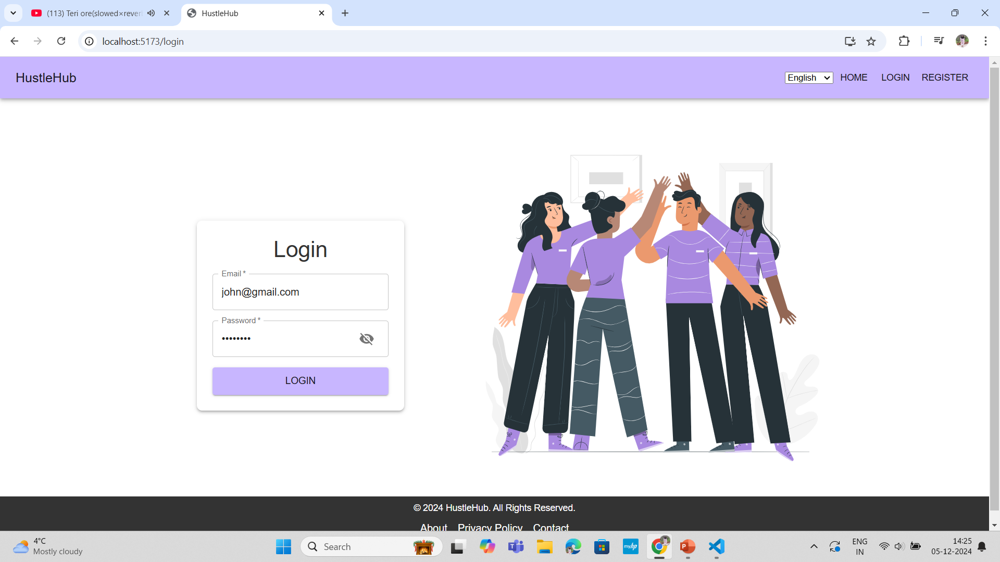 (113) Teri ore(slowed×rever
HustleHub
localhost:5173/login
HustleHub
English
HOME
LOGIN
REGISTER
Login
Email *
john@gmail.com
Password *
••••••••
LOGIN
© 2024 HustleHub. All Rights Reserved.
About Privacy Policy Contact
4°C
Mostly cloudy
Search
myhp
ENG
IN
14:25
05-12-2024